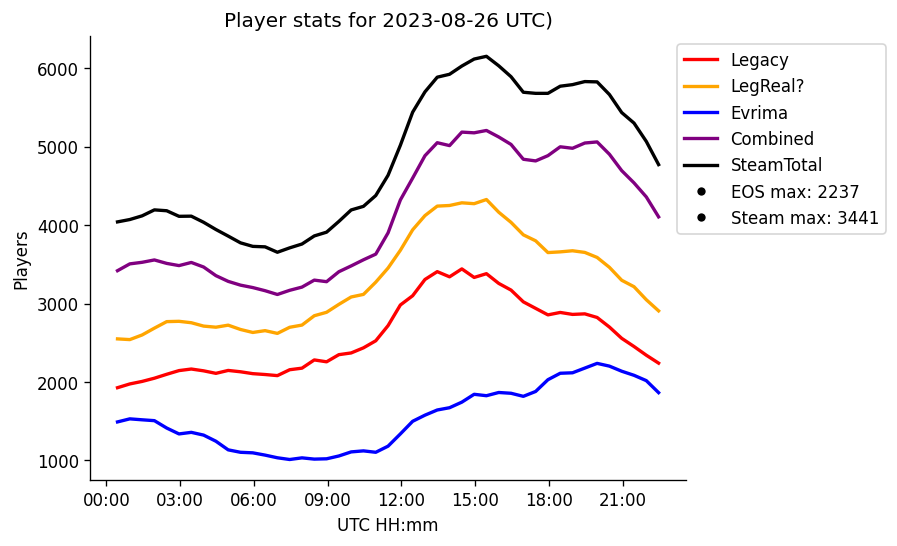 Player stats for 2023-08-26 UTC)
Legacy
LegReal?
Evrima
Combined
SteamTotal
EOS max: 2237
Steam max: 3441
Players
6000
5000
4000
3000
2000
1000
00:00 03:00 06:00 09:00 12:00 15:00 18:00 21:00
UTC HH:mm